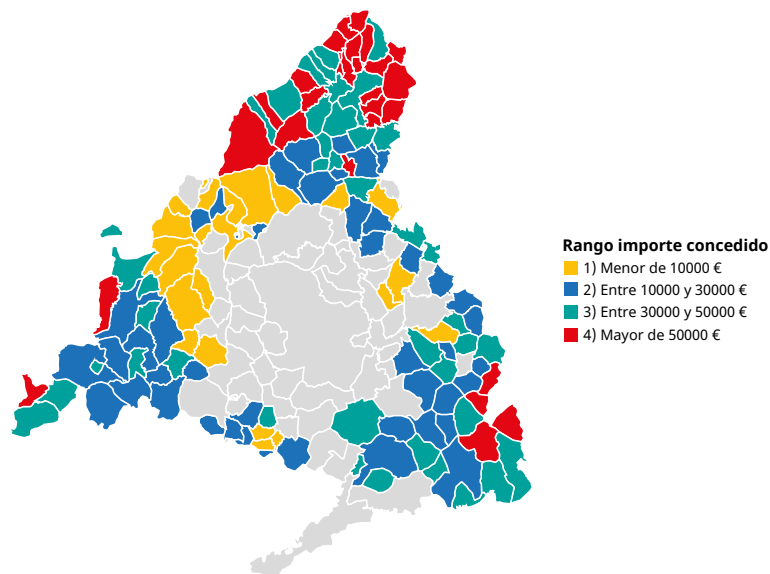 Rango importe concedido
1) Menor de 10000 €
2) Entre 10000 y 30000 €
3) Entre 30000 y 50000 €
4) Mayor de 50000 €